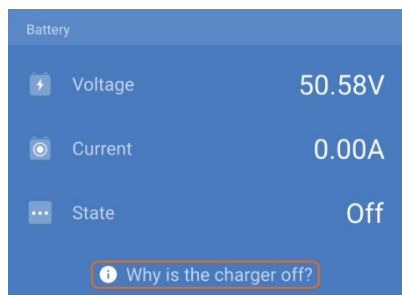 Battery
Voltage 50.58V
Current 0.00A
State Off
Why is the charger off?